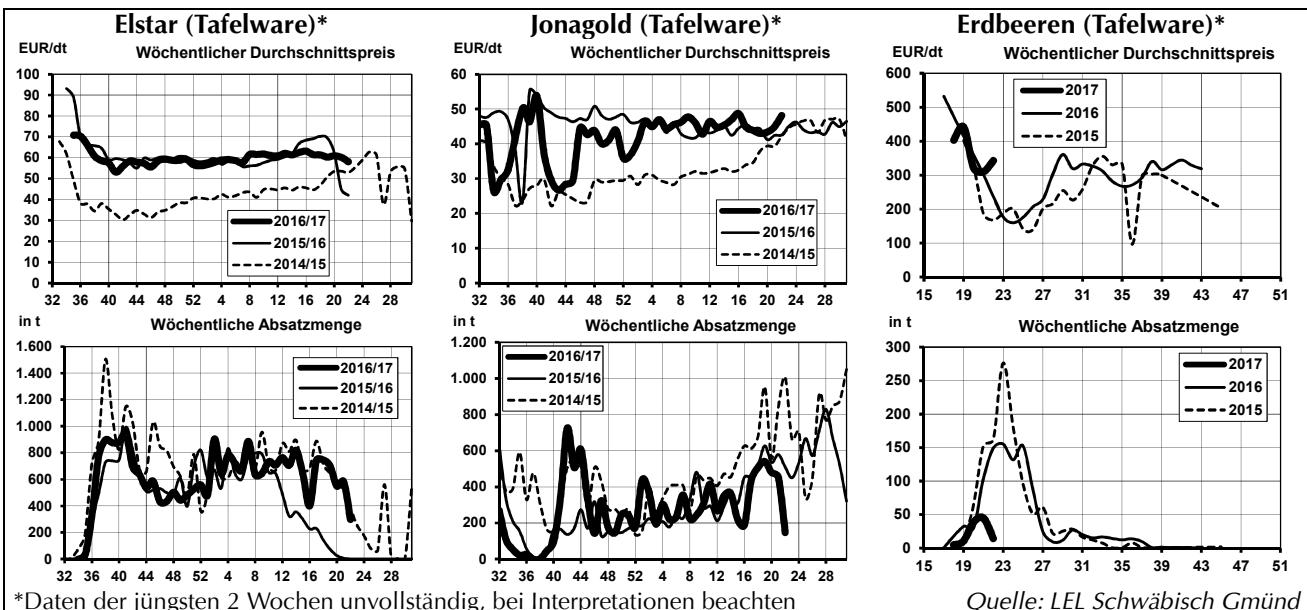 Elstar (Tafelware)*
EUR/dt
Wöchentlicher Durchschnittspreis
100
90
80
70
60
50
40
30
20
10
0
2016/17
2015/16
2014/15
32 36 40 44 48 52 4 8 12 16 20 24 28
in t
Wöchentliche Absatzmenge
1.600
1.400
1.200
1.000
800
600
400
200
0
2016/17
2015/16
2014/15
32 36 40 44 48 52 4 8 12 16 20 24 28
Jonagold (Tafelware)*
EUR/dt
Wöchentlicher Durchschnittspreis
60
50
40
30
20
10
0
2016/17
2015/16
2014/15
32 36 40 44 48 52 4 8 12 16 20 24 28
in t
Wöchentliche Absatzmenge
1.200
1.000
800
600
400
200
0
2016/17
2015/16
2014/15
32 36 40 44 48 52 4 8 12 16 20 24 28
Erdbeeren (Tafelware)*
EUR/dt
Wöchentlicher Durchschnittspreis
600
500
400
300
200
100
0
2017
2016
2015
15 19 23 27 31 35 39 43 47 51
in t
Wöchentliche Absatzmenge
300
250
200
150
100
50
0
2017
2016
2015
15 19 23 27 31 35 39 43 47 51
*Daten der jüngsten 2 Wochen unvollständig, bei Interpretationen beachten
Quelle: LEL Schwäbisch Gmünd